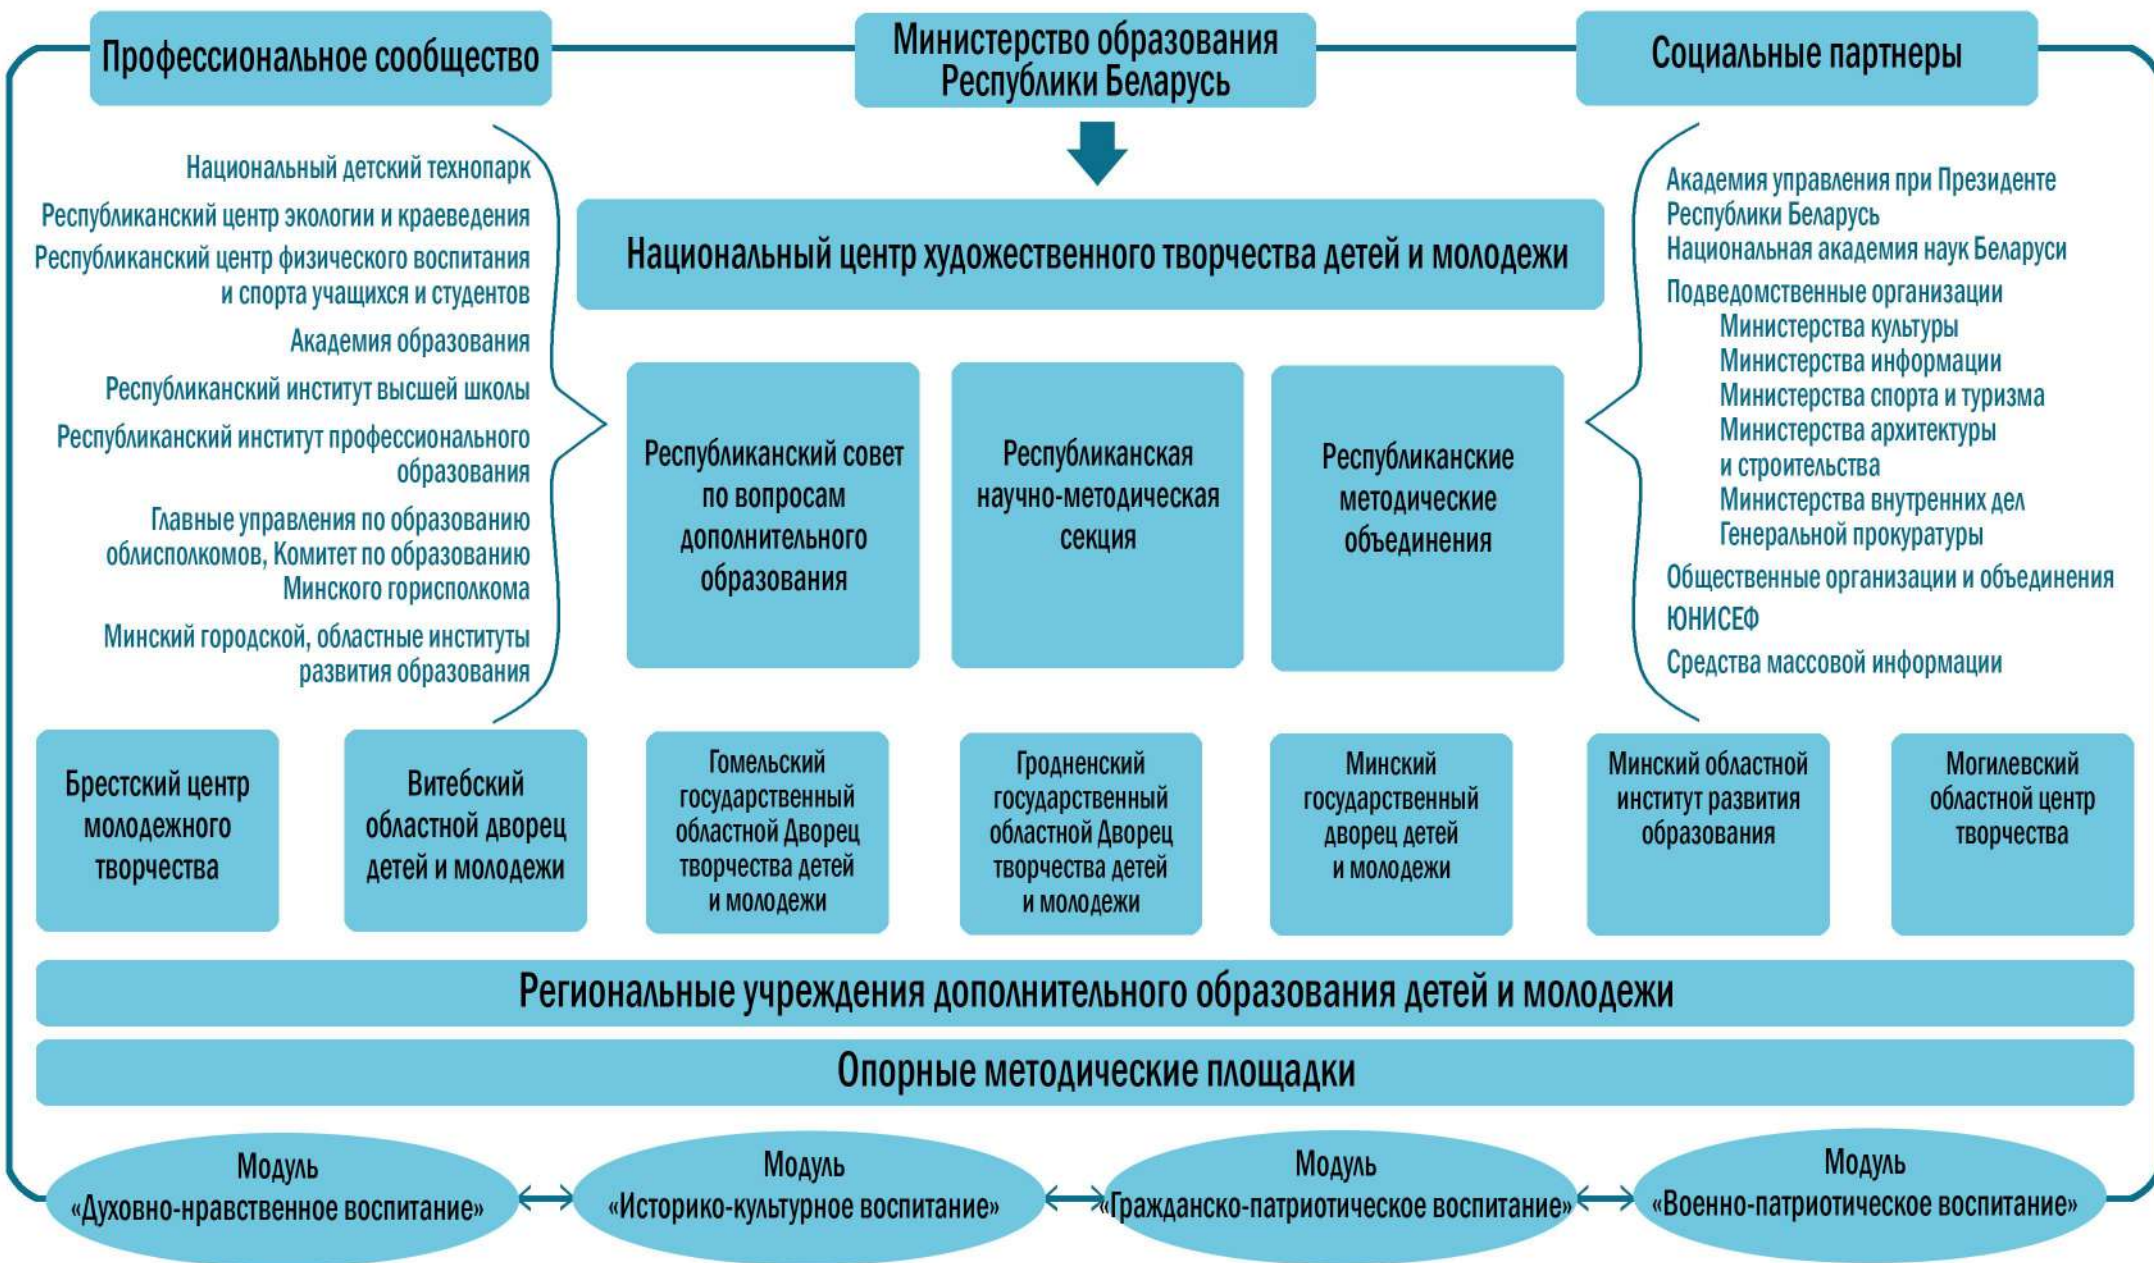 Профессиональное сообщество
Министерство образования
Республики Беларусь
Социальные партнеры
Национальный детский технопарк
Республиканский центр экологии и краеведения
Республиканский центр физического воспитания
и спорта учащихся и студентов
Академия образования
Республиканский институт высшей школы
Республиканский институт профессионального
образования
Главные управления по образованию
облисполкомов, Комитет по образованию
Минского горисполкома
Минский городской, областные институты
развития образования
Национальный центр художественного творчества детей и молодежи
Республиканский совет
по вопросам
дополнительного
образования
Республиканская
научно-методическая
секция
Республиканские
методические
объединения
Академия управления при Президенте
Республики Беларусь
Национальная академия наук Беларуси
Подведомственные организации
Министерства культуры
Министерства информации
Министерства спорта и туризма
Министерства архитектуры
и строительства
Министерства внутренних дел
Генеральной прокуратуры
Общественные организации и объединения
ЮНИСЕФ
Средства массовой информации
Брестский центр
молодежного
творчества
Витебский
областной дворец
детей и молодежи
Гомельский
государственный
областной Дворец
творчества детей
и молодежи
Гродненский
государственный
областной Дворец
творчества детей
и молодежи
Минский
государственный
дворец детей
и молодежи
Минский областной
институт развития
образования
Могилевский
областной центр
творчества
Региональные учреждения дополнительного образования детей и молодежи
Опорные методические площадки
Модуль
«Духовно-нравственное воспитание»
Модуль
«Историко-культурное воспитание»
Модуль
«Гражданско-патриотическое воспитание»
Модуль
«Военно-патриотическое воспитание»